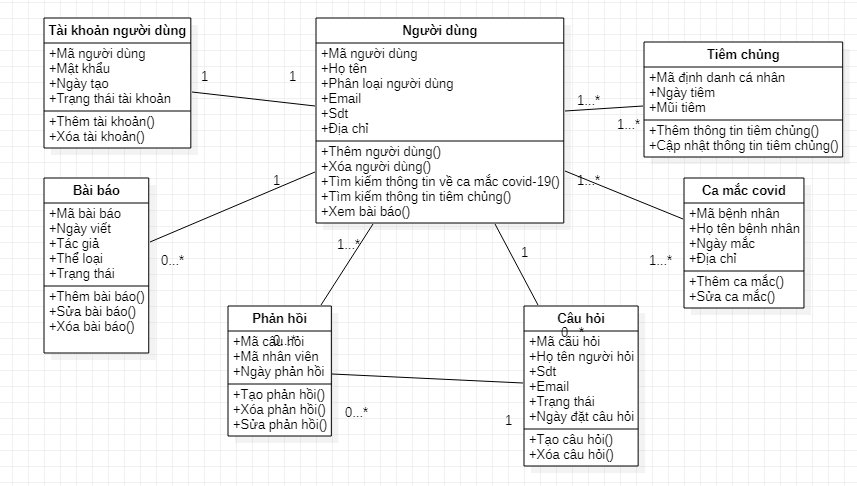 Tài khoản người dùng
+Mã người dùng
+Mật khẩu
+Ngày tạo
+Trạng thái tài khoản
+Thêm tài khoản()
+Xóa tài khoản()
1
1
Người dùng
+Mã người dùng
+Họ tên
+Phân loại người dùng
+Email
+Sdt
+Địa chỉ
+Thêm người dùng()
+Xóa người dùng()
+Tìm kiếm thông tin về ca mắc covid-19()
+Tìm kiếm thông tin tiêm chủng()
+Xem bài báo()
1...*
1...*
Tiêm chủng
+Mã định danh cá nhân
+Ngày tiêm
+Mũi tiêm
+Thêm thông tin tiêm chủng()
+Cập nhật thông tin tiêm chủng()
Bài báo
+Mã bài báo
+Ngày viết
+Tác giả
+Thể loại
+Trạng thái
+Thêm bài báo()
+Sửa bài báo()
+Xóa bài báo()
1
0...*
1...*
1...*
Ca mắc covid
+Mã bệnh nhân
+Họ tên bệnh nhân
+Ngày mắc
+Địa chỉ
+Thêm ca mắc()
+Sửa ca mắc()
1...*
1
Phản hồi
0...*
+Mã câu hỏi
+Mã nhân viên
+Ngày phản hồi
+Tạo phản hồi()
+Xóa phản hồi()
+Sửa phản hồi()
0...*
1
Câu hỏi
0...*
+Mã câu hỏi
+Họ tên người hỏi
+Sdt
+Email
+Trạng thái
+Ngày đặt câu hỏi
+Tạo câu hỏi()
+Xóa câu hỏi()